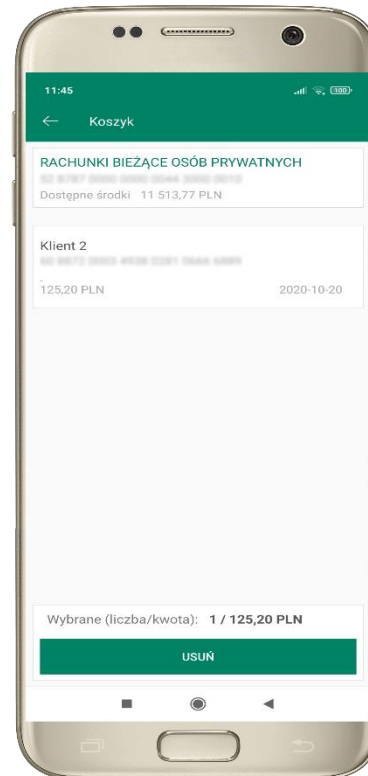 11:45
100
Koszyk
RACHUNKI BIEŻĄCE OSÓB PRYWATNYCH
Dostępne środki 11 513,77 PLN
Klient 2
125,20 PLN 2020-10-20
Wybrane (liczba/kwota): 1 / 125,20 PLN
USUŃ